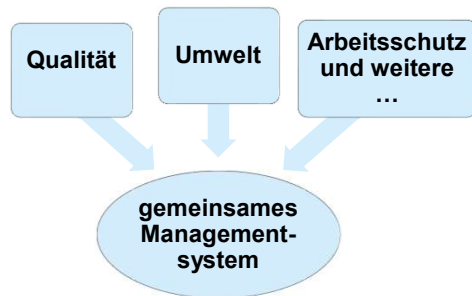 Qualität
Umwelt
Arbeitsschutz
und weitere
…
gemeinsames
Management-
system